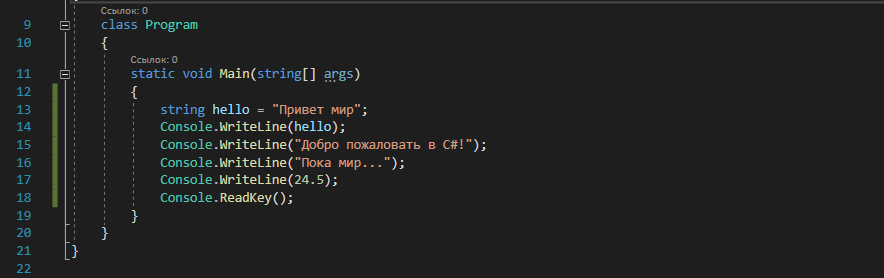 Ссылок: 0
9 class Program
10 {
Ссылок: 0
11 static void Main(string[] args)
12 {
13 string hello = "Привет мир";
14 Console.WriteLine(hello);
15 Console.WriteLine("Добро пожаловать в C#!");
16 Console.WriteLine("Пока мир...");
17 Console.WriteLine(24.5);
18 Console.ReadKey();
19 }
20 }
21 }
22